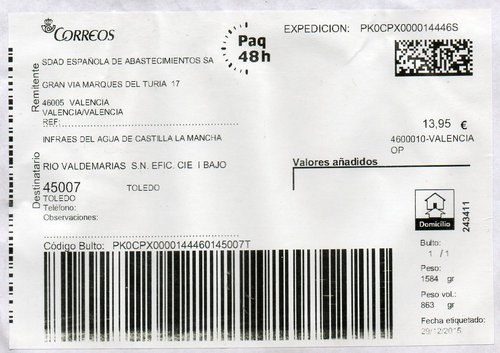 CORREOS
Paq
48h
EXPEDICION: PK0CPX000014446S
Remitente
SDAD ESPAÑOLA DE ABASTECIMIENTOS SA
GRAN VIA MARQUES DEL TURIA 17
46005 VALENCIA
VALENCIA/VALENCIA
REF:
13,95 €
4600010-VALENCIA
OP
Destinatario
INFRAES DEL AGUA DE CASTILLA LA MANCHA
RIO VALDEMARIAS S.N. EFIC. CIE I BAJO
45007 TOLEDO
TOLEDO
Teléfono:
Observaciones:
Valores añadidos
Domicilio
243411
Código Bulto: PK0CPX0000144460145007T
Bulto:
1 / 1
Peso:
1584 gr
Peso vol.:
863 gr
Fecha etiquetado:
29/12/2015